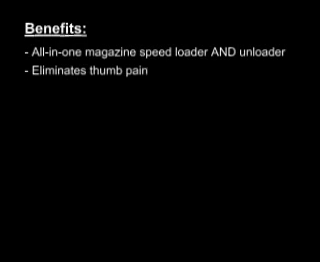 Benefits:
- All-in-one magazine speed loader AND unloader
- Eliminates thumb pain